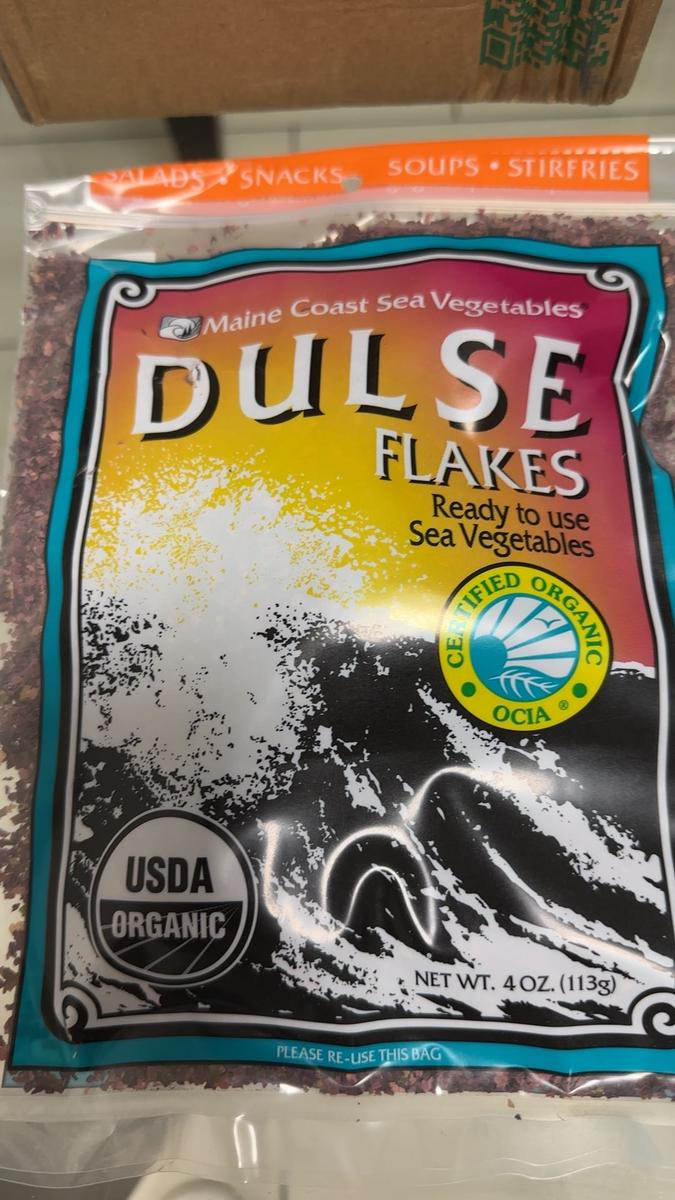 SALADS • SNACKS SOUPS • STIRFRIES
Maine Coast Sea Vegetables®
DULSE
FLAKES
Ready to use
Sea Vegetables
CERTIFIED ORGANIC
OCIA ®
USDA
ORGANIC
NET WT. 4 OZ. (113g)
PLEASE RE-USE THIS BAG